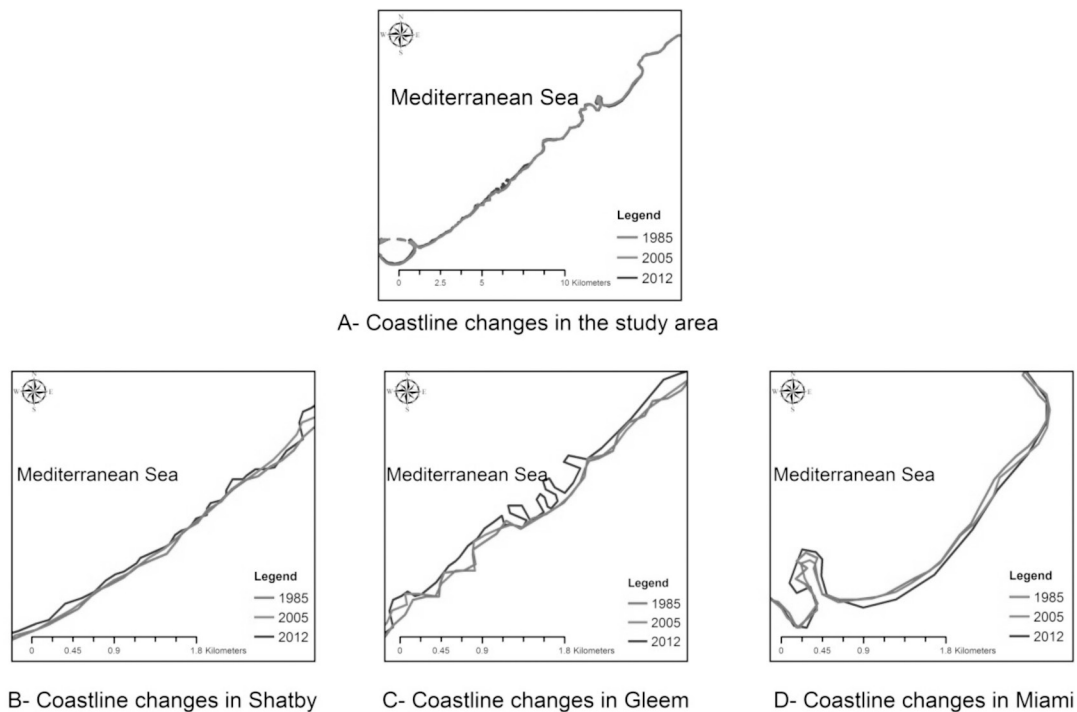 N
W E
S
Mediterranean Sea
Legend
1985
2005
2012
0 2.5 5 10 Kilometers
A- Coastline changes in the study area
N
W E
S
Mediterranean Sea
Legend
1985
2005
2012
0 0.45 0.9 1.8 Kilometers
B- Coastline changes in Shatby
N
W E
S
Mediterranean Sea
Legend
1985
2005
2012
0 0.45 0.9 1.8 Kilometers
C- Coastline changes in Gleem
N
W E
S
Mediterranean Sea
Legend
1985
2005
2012
0 0.45 0.9 1.8 Kilometers
D- Coastline changes in Miami